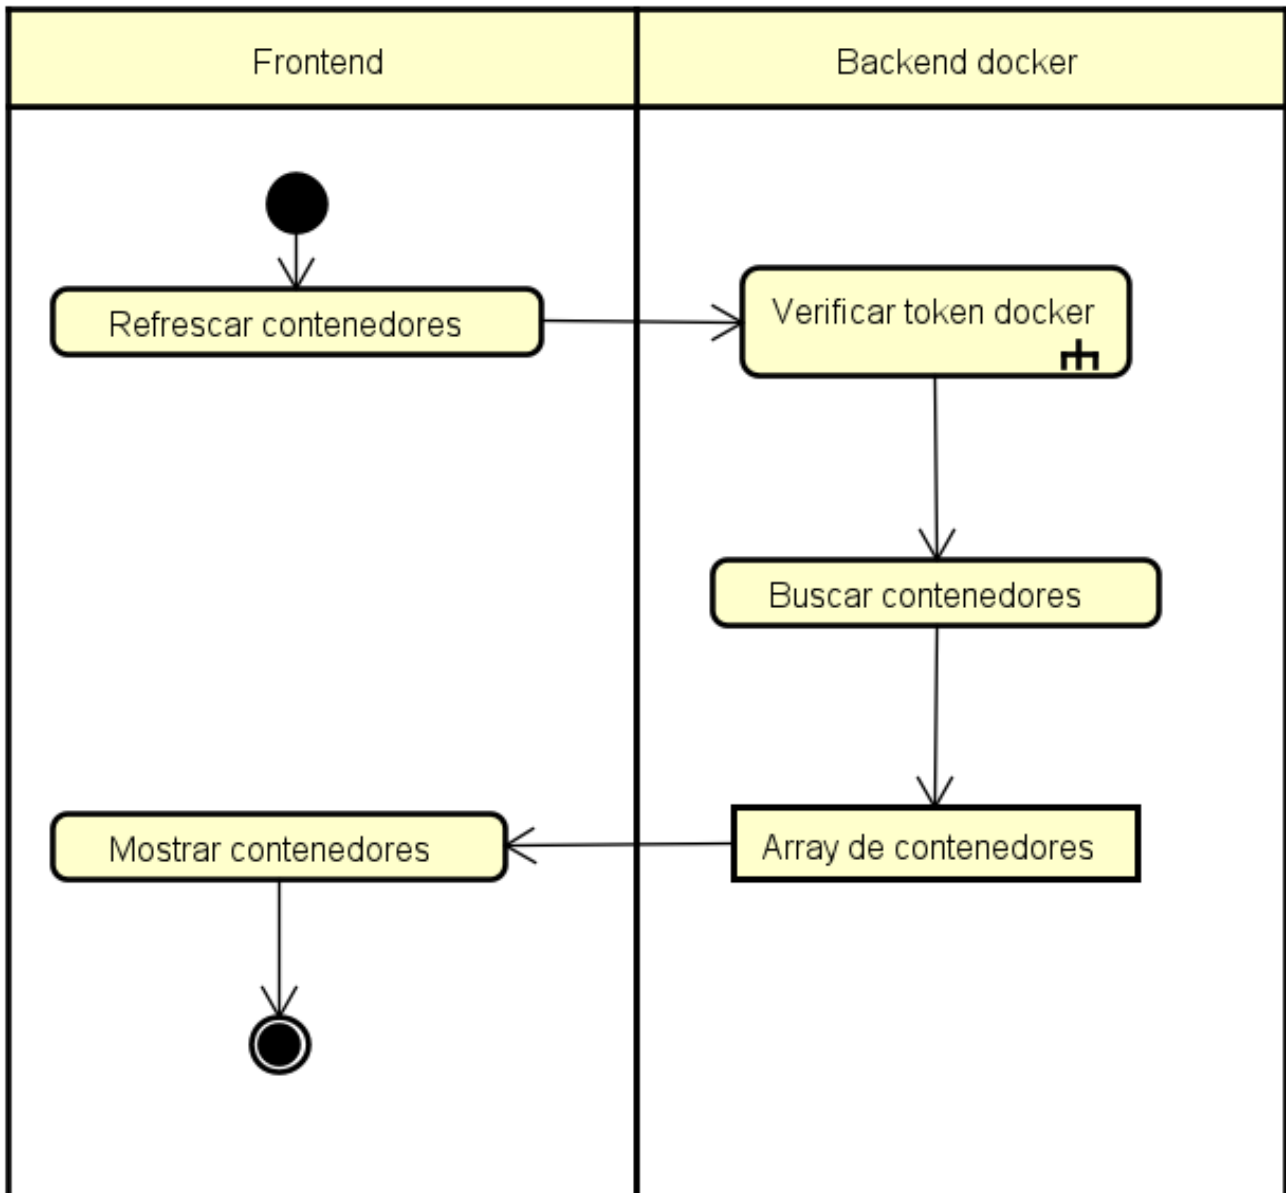 Frontend
Backend docker
Refrescar contenedores
Verificar token docker
Buscar contenedores
Mostrar contenedores
Array de contenedores